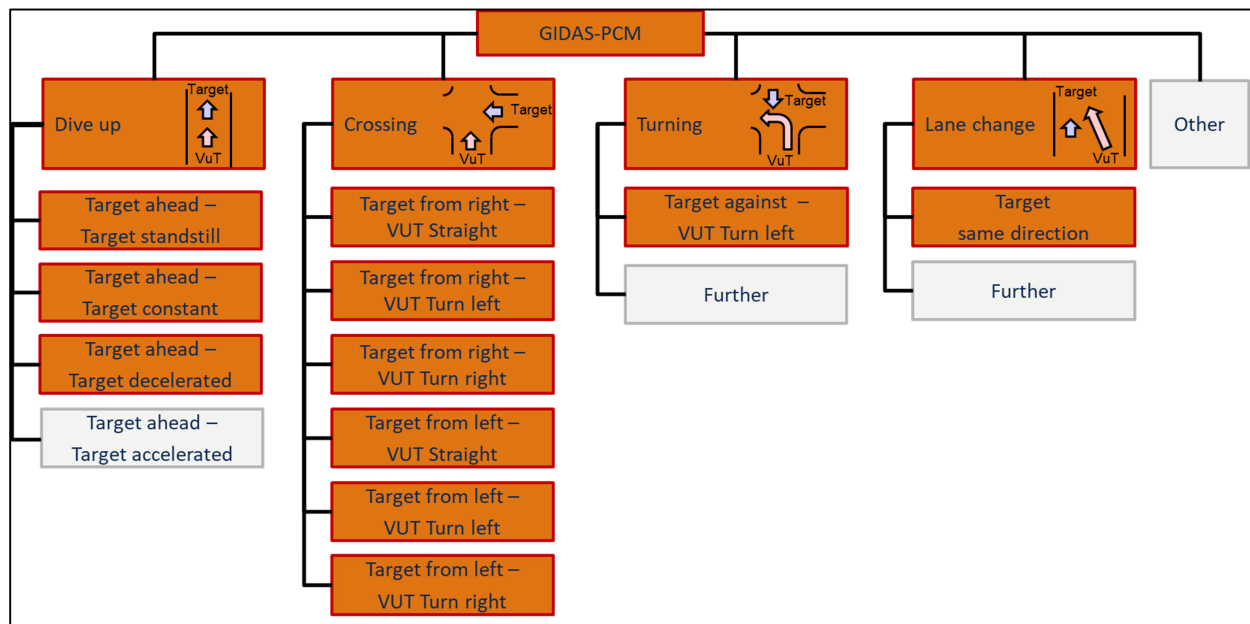 GIDAS-PCM
Dive up
Target
VuT
Target ahead –
Target standstill
Target ahead –
Target constant
Target ahead –
Target decelerated
Target ahead –
Target accelerated
Crossing
Target
VuT
Target from right –
VUT Straight
Target from right –
VUT Turn left
Target from right –
VUT Turn right
Target from left –
VUT Straight
Target from left –
VUT Turn left
Target from left –
VUT Turn right
Turning
Target
VuT
Target against –
VUT Turn left
Further
Lane change
Target
VuT
Target
same direction
Further
Other